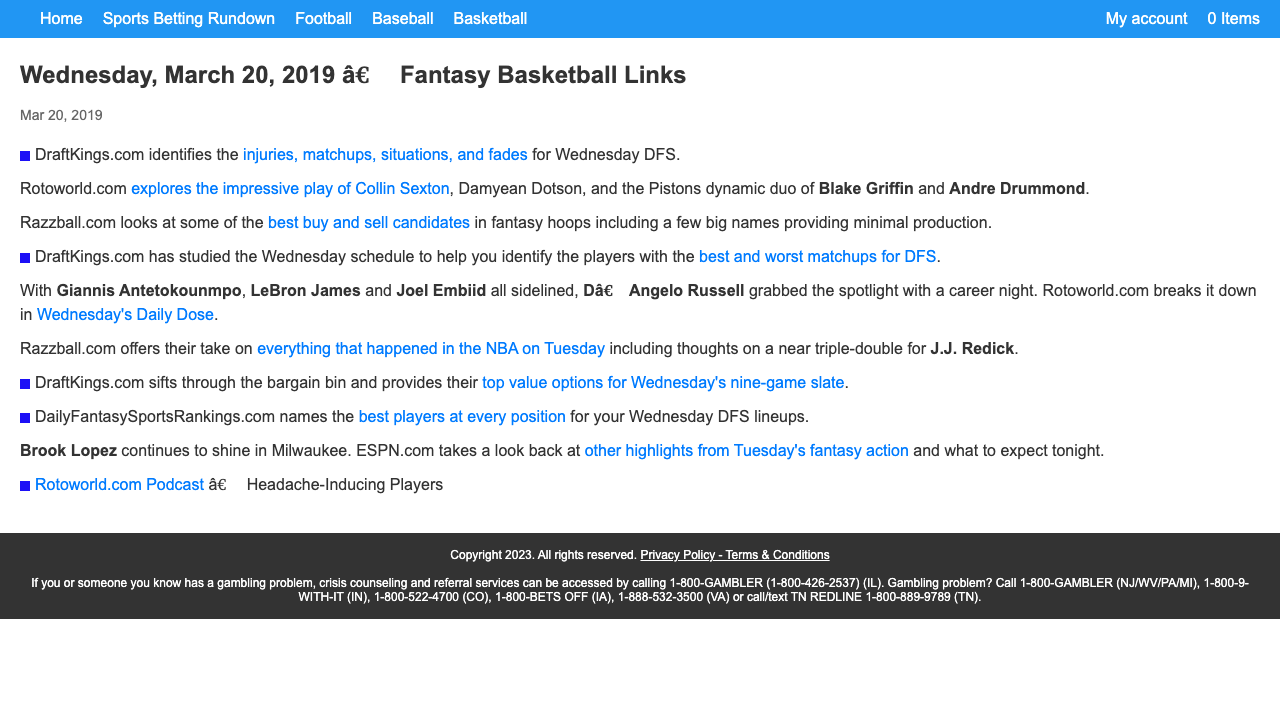 Home Sports Betting Rundown Football Baseball Basketball My account 0 Items
Wednesday, March 20, 2019 â€ Fantasy Basketball Links
Mar 20, 2019
DraftKings.com identifies the injuries, matchups, situations, and fades for Wednesday DFS.
Rotoworld.com explores the impressive play of Collin Sexton, Damyean Dotson, and the Pistons dynamic duo of Blake Griffin and Andre Drummond.
Razzball.com looks at some of the best buy and sell candidates in fantasy hoops including a few big names providing minimal production.
DraftKings.com has studied the Wednesday schedule to help you identify the players with the best and worst matchups for DFS.
With Giannis Antetokounmpo, LeBron James and Joel Embiid all sidelined, Dâ€ Angelo Russell grabbed the spotlight with a career night. Rotoworld.com breaks it down
in Wednesday's Daily Dose.
Razzball.com offers their take on everything that happened in the NBA on Tuesday including thoughts on a near triple-double for J.J. Redick.
DraftKings.com sifts through the bargain bin and provides their top value options for Wednesday's nine-game slate.
DailyFantasySportsRankings.com names the best players at every position for your Wednesday DFS lineups.
Brook Lopez continues to shine in Milwaukee. ESPN.com takes a look back at other highlights from Tuesday's fantasy action and what to expect tonight.
Rotoworld.com Podcast â€ Headache-Inducing Players
Copyright 2023. All rights reserved. Privacy Policy - Terms & Conditions
If you or someone you know has a gambling problem, crisis counseling and referral services can be accessed by calling 1-800-GAMBLER (1-800-426-2537) (IL). Gambling problem? Call 1-800-GAMBLER (NJ/WV/PA/MI), 1-800-9-
WITH-IT (IN), 1-800-522-4700 (CO), 1-800-BETS OFF (IA), 1-888-532-3500 (VA) or call/text TN REDLINE 1-800-889-9789 (TN).